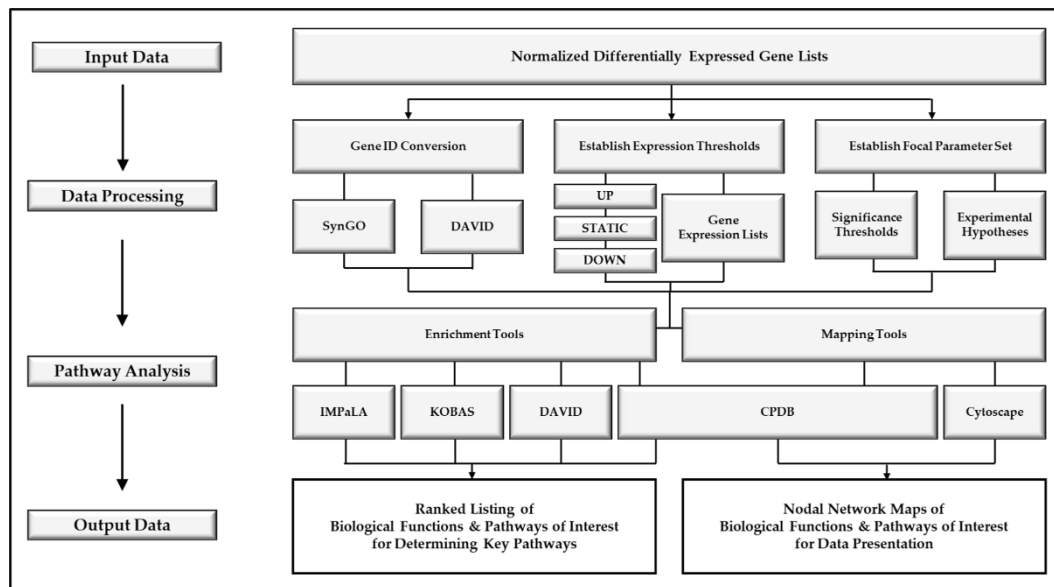 Input Data
Normalized Differentially Expressed Gene Lists
Gene ID Conversion
Establish Expression Thresholds
Establish Focal Parameter Set
Data Processing
UP
SynGO
DAVID
STATIC
Gene
Expression Lists
Significance
Thresholds
Experimental
Hypotheses
DOWN
Enrichment Tools
Mapping Tools
Pathway Analysis
IMPaLA
KOBAS
DAVID
CPDB
Cytoscape
Output Data
Ranked Listing of
Biological Functions & Pathways of Interest
for Determining Key Pathways
Nodal Network Maps of
Biological Functions & Pathways of Interest
for Data Presentation